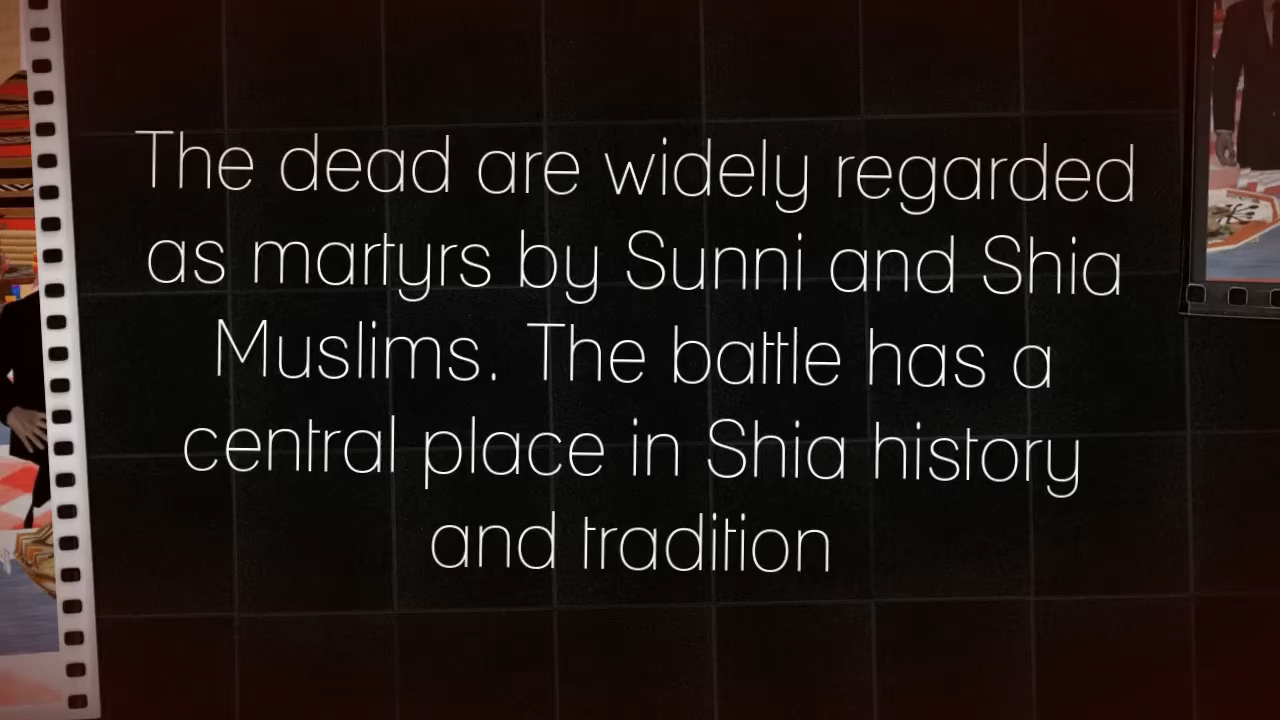 The dead are widely regarded
as martyrs by Sunni and Shia
Muslims. The battle has a
central place in Shia history
and tradition